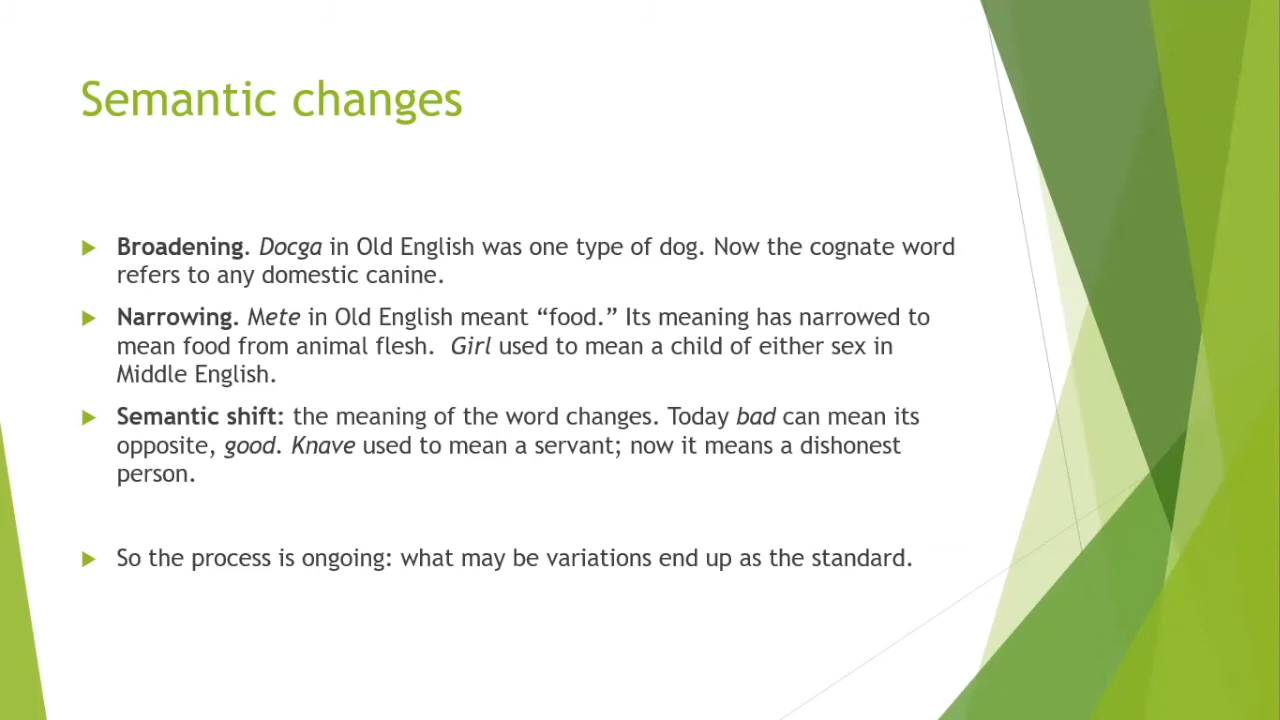 Semantic changes
Broadening. Docga in Old English was one type of dog. Now the cognate word
refers to any domestic canine.
Narrowing. Mete in Old English meant “food.” Its meaning has narrowed to
mean food from animal flesh.  Girl used to mean a child of either sex in
Middle English.
Semantic shift: the meaning of the word changes. Today bad can mean its
opposite, good. Knave used to mean a servant; now it means a dishonest
person.
So the process is ongoing: what may be variations end up as the standard.